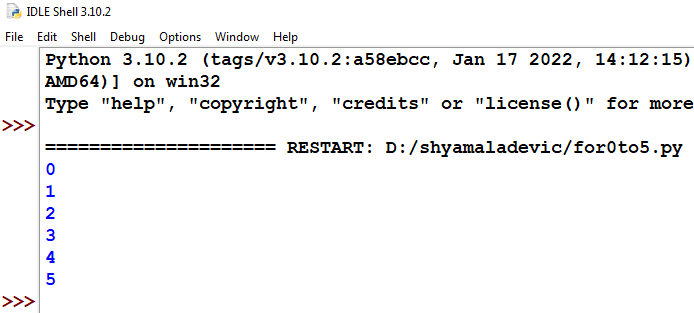 IDLE Shell 3.10.2
File Edit Shell Debug Options Window Help
Python 3.10.2 (tags/v3.10.2:a58ebcc, Jan 17 2022, 14:12:15)
AMD64)] on win32
Type "help", "copyright", "credits" or "license()" for more
>>>
===================== RESTART: D:/shyamaladevic/for0to5.py
0
1
2
3
4
5
>>>